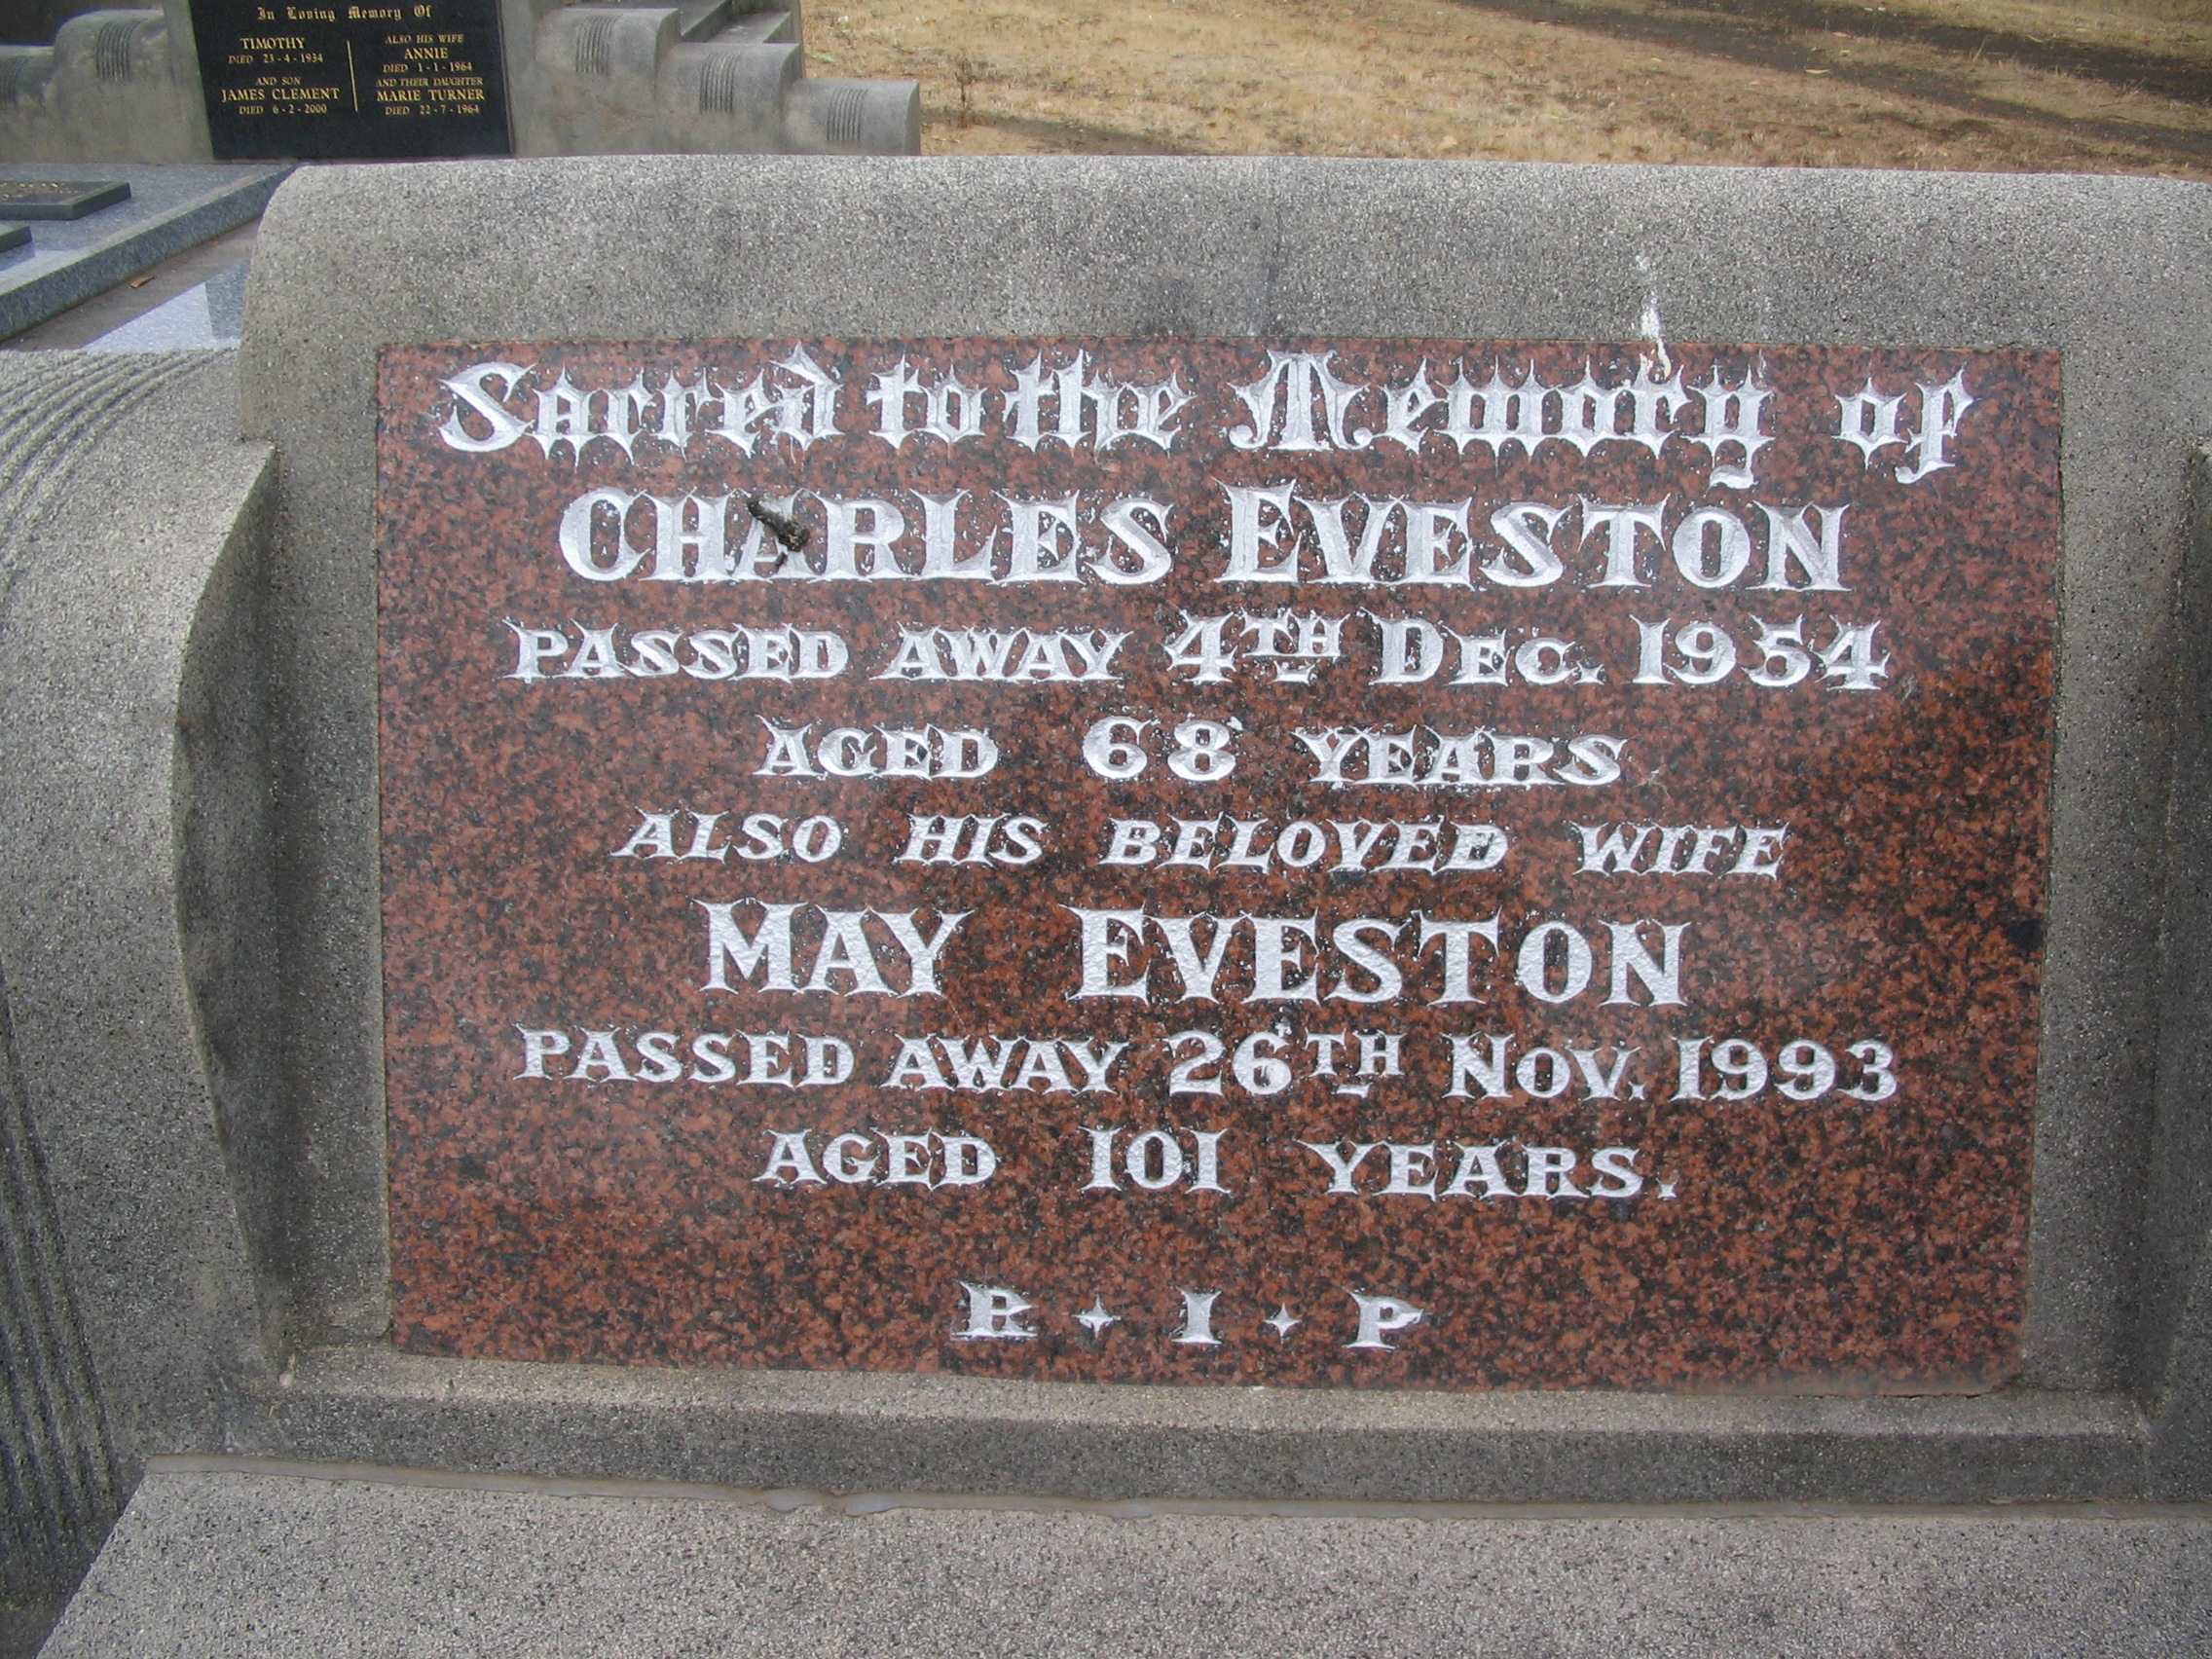 In Loving Memory Of
TIMOTHY
DIED 23-4-1934
AND SON
JAMES CLEMENT
DIED 6-2-2000
ALSO HIS WIFE
ANNIE
DIED 1-1-1964
AND THEIR DAUGHTER
MARIE TURNER
DIED 22-7-1964
Sacred to the Memory of
CHARLES EVESTON
PASSED AWAY 4TH DEC. 1954
AGED 68 YEARS
ALSO HIS BELOVED WIFE
MAY EVESTON
PASSED AWAY 26TH NOV. 1993
AGED 101 YEARS.
R · I · P